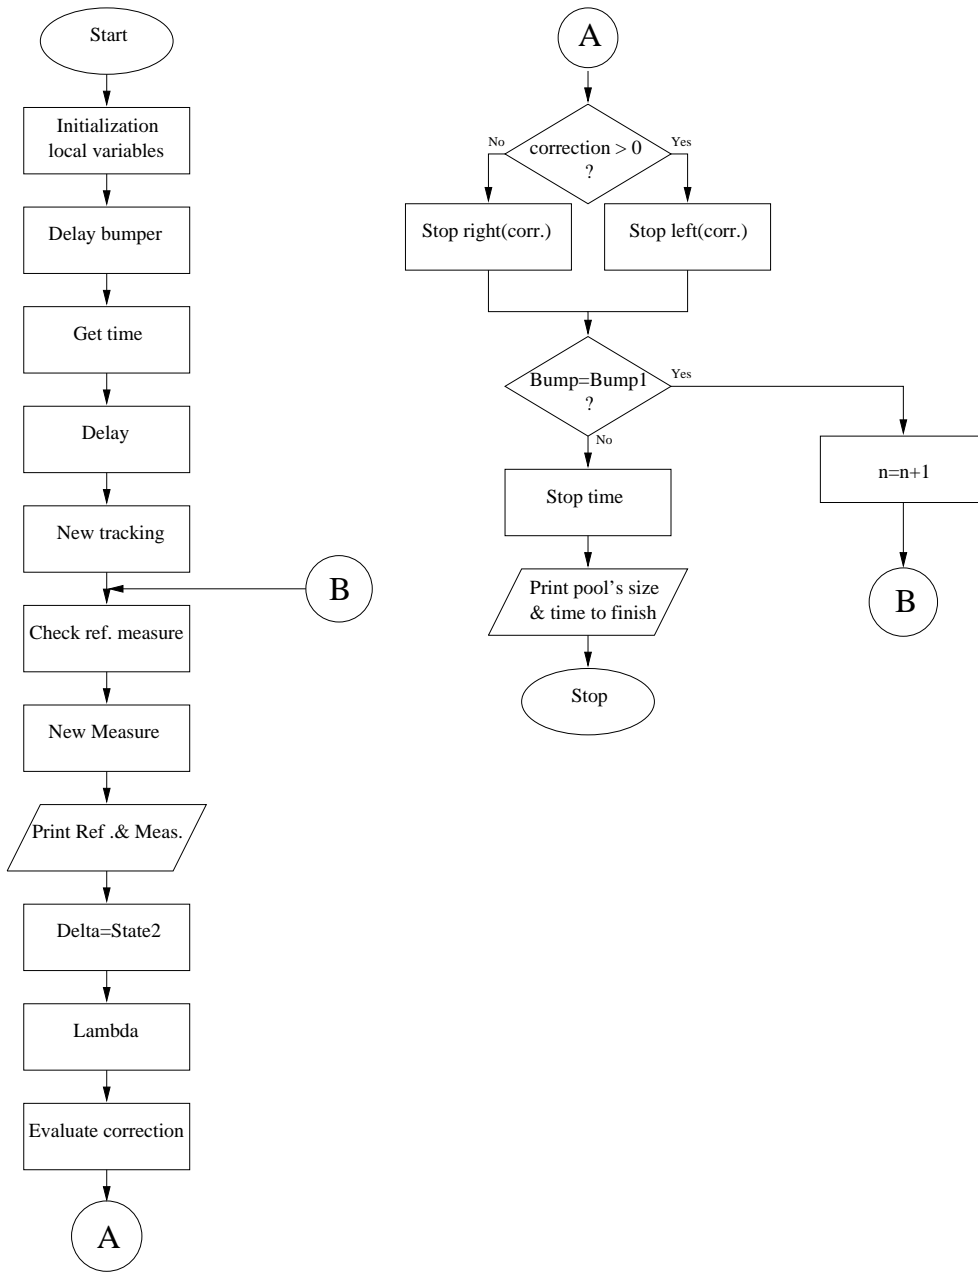 Start
Initialization
local variables
Delay bumper
Get time
Delay
New tracking
B
Check ref. measure
New Measure
Print Ref .& Meas.
Delta=State2
Lambda
Evaluate correction
A
A
correction > 0
?
No
Yes
Stop right(corr.)
Stop left(corr.)
Bump=Bump1
?
Yes
No
n=n+1
B
Stop time
Print pool's size
& time to finish
Stop